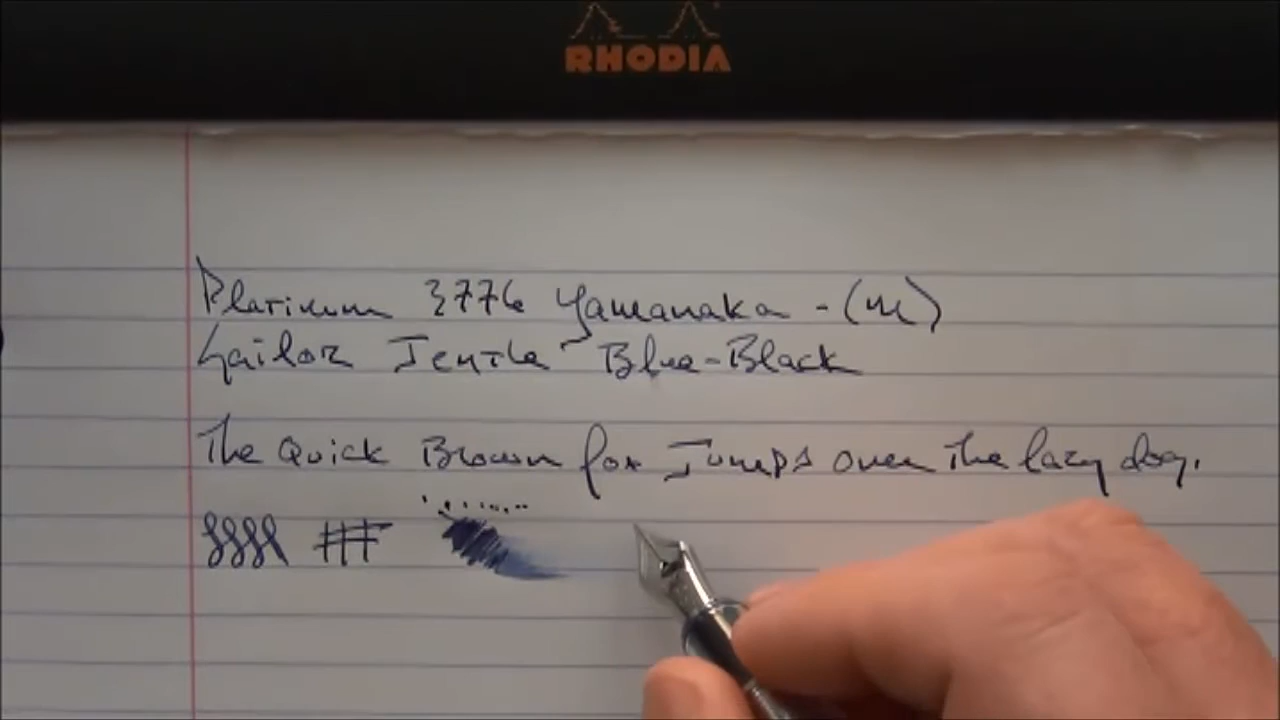 RHODIA
Platinum 3776 Yamanaka - (M)
Sailor Jentle Blue-Black
The Quick Brown fox Jumps over The lazy dog.